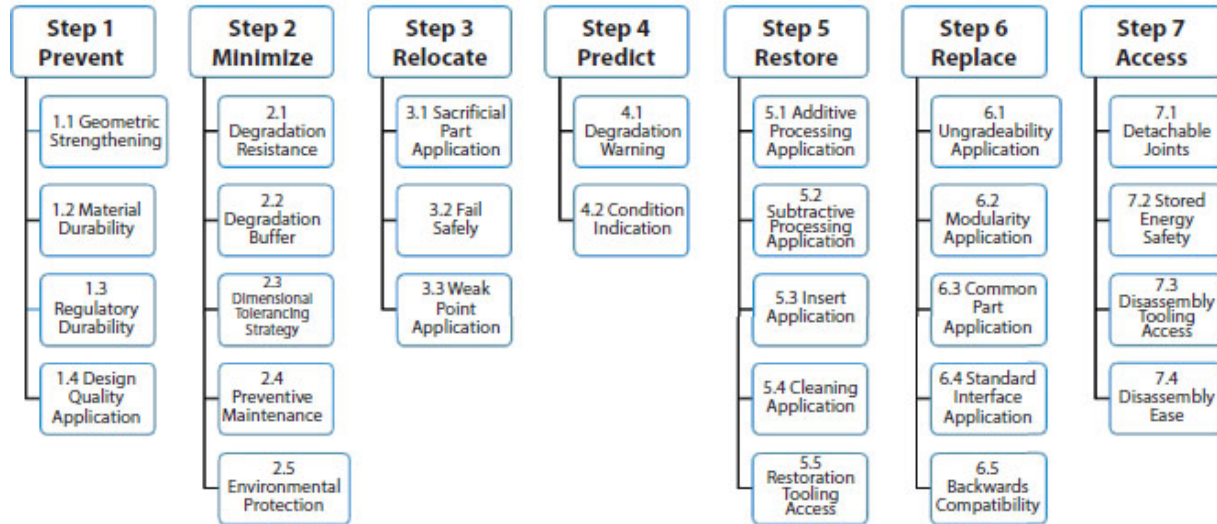 Step 1
Prevent
1.1 Geometric
Strengthening
1.2 Material
Durability
1.3
Regulatory
Durability
1.4 Design
Quality
Application
Step 2
Minimize
2.1
Degradation
Resistance
2.2
Degradation
Buffer
2.3
Dimensional
Tolerancing
Strategy
2.4
Preventive
Maintenance
2.5
Environmental
Protection
Step 3
Relocate
3.1 Sacrificial
Part
Application
3.2 Fail
Safely
3.3 Weak
Point
Application
Step 4
Predict
4.1
Degradation
Warning
4.2 Condition
Indication
Step 5
Restore
5.1 Additive
Processing
Application
5.2
Subtractive
Processing
Application
5.3 Insert
Application
5.4 Cleaning
Application
5.5
Restoration
Tooling
Access
Step 6
Replace
6.1
Ungradeability
Application
6.2
Modularity
Application
6.3 Common
Part
Application
6.4 Standard
Interface
Application
6.5
Backwards
Compatibility
Step 7
Access
7.1
Detachable
Joints
7.2 Stored
Energy
Safety
7.3
Disassembly
Tooling
Access
7.4
Disassembly
Ease